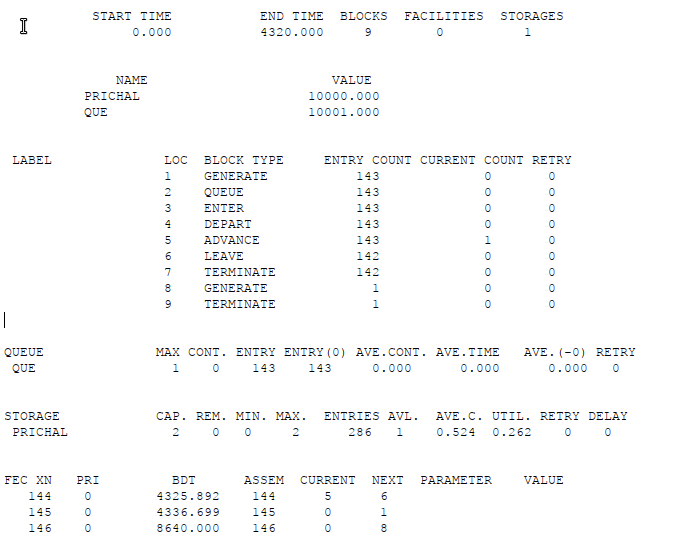 START TIME END TIME BLOCKS FACILITIES STORAGES
0.000 4320.000 9 0 1
NAME VALUE
PRICHAL 10000.000
QUE 10001.000
LABEL LOC BLOCK TYPE ENTRY COUNT CURRENT COUNT RETRY
1 GENERATE 143 0 0
2 QUEUE 143 0 0
3 ENTER 143 0 0
4 DEPART 143 0 0
5 ADVANCE 143 1 0
6 LEAVE 142 0 0
7 TERMINATE 142 0 0
8 GENERATE 1 0 0
9 TERMINATE 1 0 0
QUEUE MAX CONT. ENTRY ENTRY(0) AVE.CONT. AVE.TIME AVE.(-0) RETRY
QUE 1 0 143 143 0.000 0.000 0.000 0
STORAGE CAP. REM. MIN. MAX. ENTRIES AVL. AVE.C. UTIL. RETRY DELAY
PRICHAL 2 0 0 2 286 1 0.524 0.262 0 0
FEC XN PRI BDT ASSEM CURRENT NEXT PARAMETER VALUE
144 0 4325.892 144 5 6
145 0 4336.699 145 0 1
146 0 8640.000 146 0 8